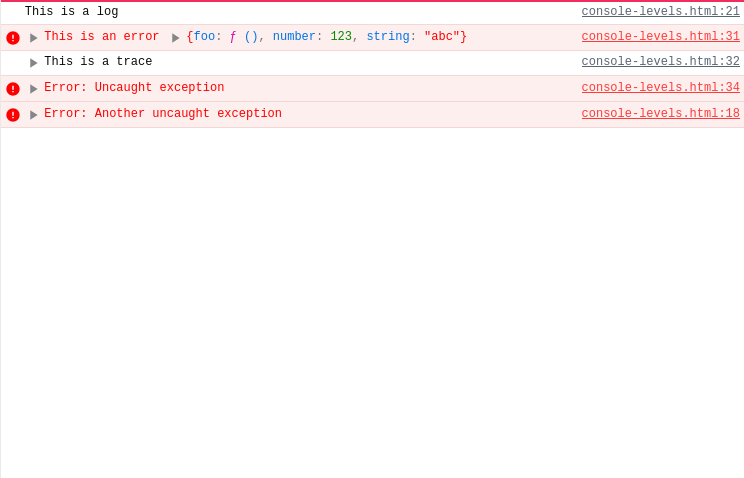 This is a log console-levels.html:21
This is an error {foo: ƒ (), number: 123, string: "abc"} console-levels.html:31
This is a trace console-levels.html:32
Error: Uncaught exception console-levels.html:34
Error: Another uncaught exception console-levels.html:18